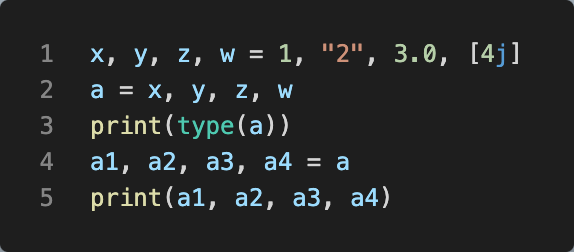 1 x, y, z, w = 1, "2", 3.0, [4j]
2 a = x, y, z, w
3 print(type(a))
4 a1, a2, a3, a4 = a
5 print(a1, a2, a3, a4)